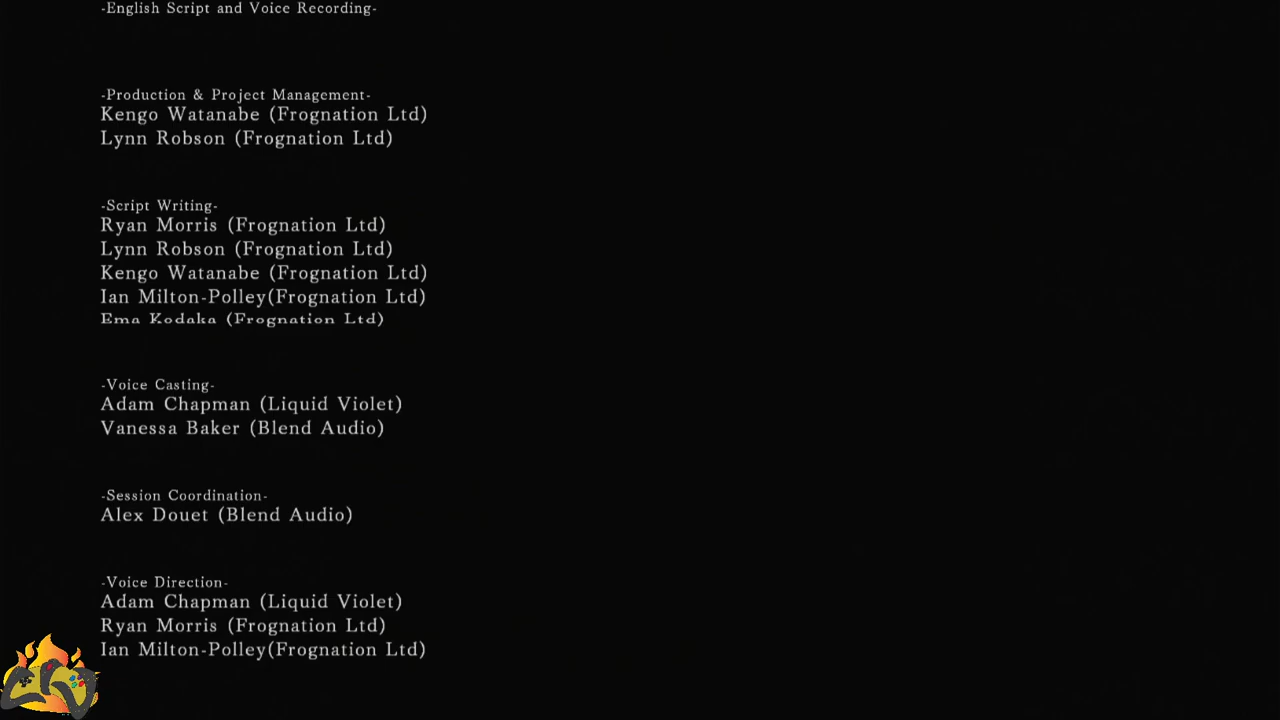 -English Script and Voice Recording-
-Production & Project Management-
Kengo Watanabe (Frognation Ltd)
Lynn Robson (Frognation Ltd)
-Script Writing-
Ryan Morris (Frognation Ltd)
Lynn Robson (Frognation Ltd)
Kengo Watanabe (Frognation Ltd)
Ian Milton-Polley(Frognation Ltd)
Ema Kodaka (Frognation Ltd)
-Voice Casting-
Adam Chapman (Liquid Violet)
Vanessa Baker (Blend Audio)
-Session Coordination-
Alex Douet (Blend Audio)
-Voice Direction-
Adam Chapman (Liquid Violet)
Ryan Morris (Frognation Ltd)
Ian Milton-Polley(Frognation Ltd)